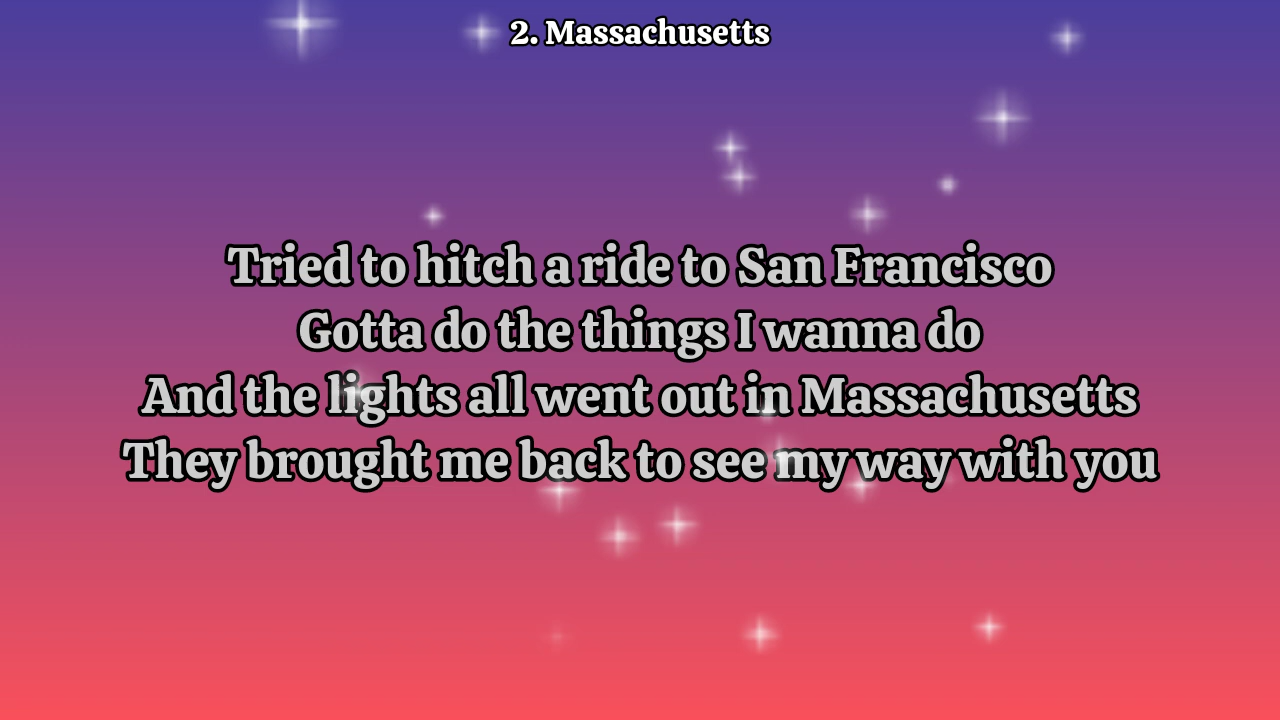 2. Massachusetts
Tried to hitch a ride to San Francisco
Gotta do the things I wanna do
And the lights all went out in Massachusetts
They brought me back to see my way with you